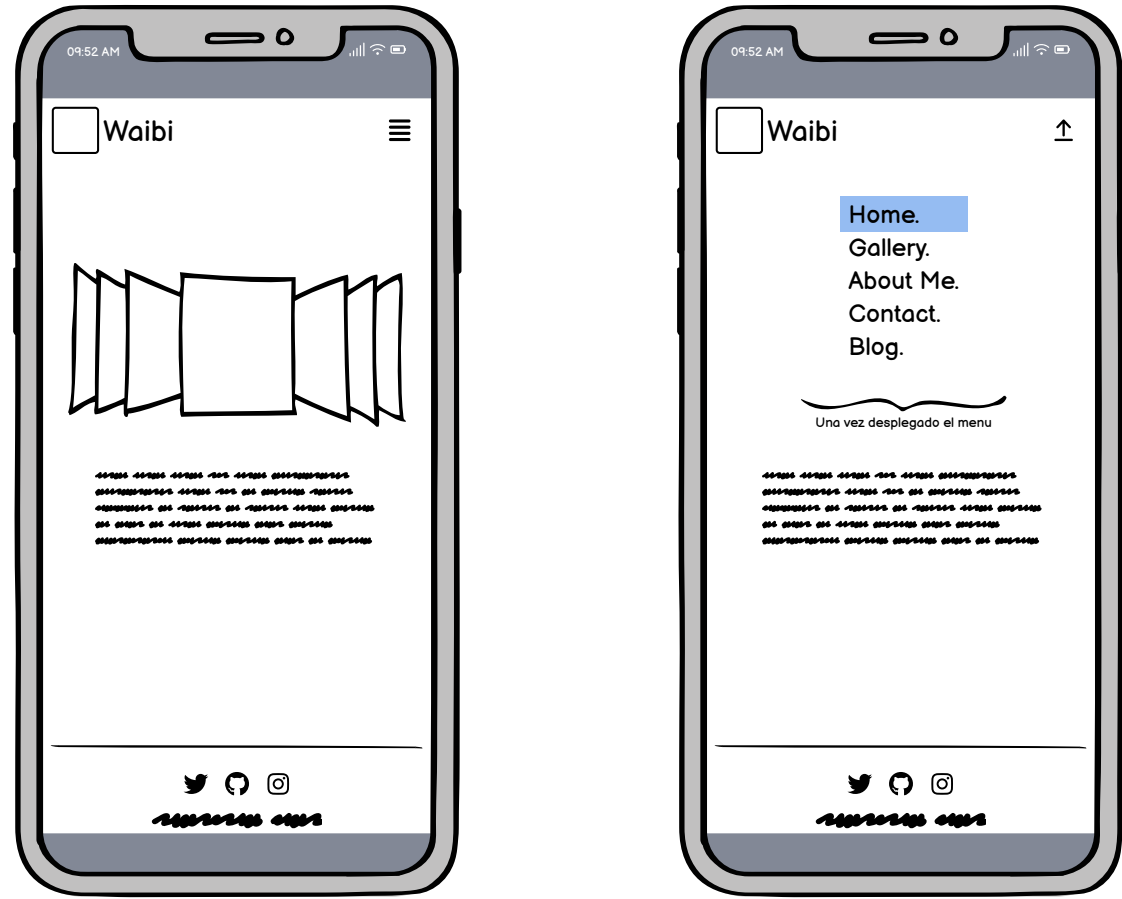 09:52 AM
Waibi
09:52 AM
Waibi
Home.
Gallery.
About Me.
Contact.
Blog.
Una vez desplegado el menu